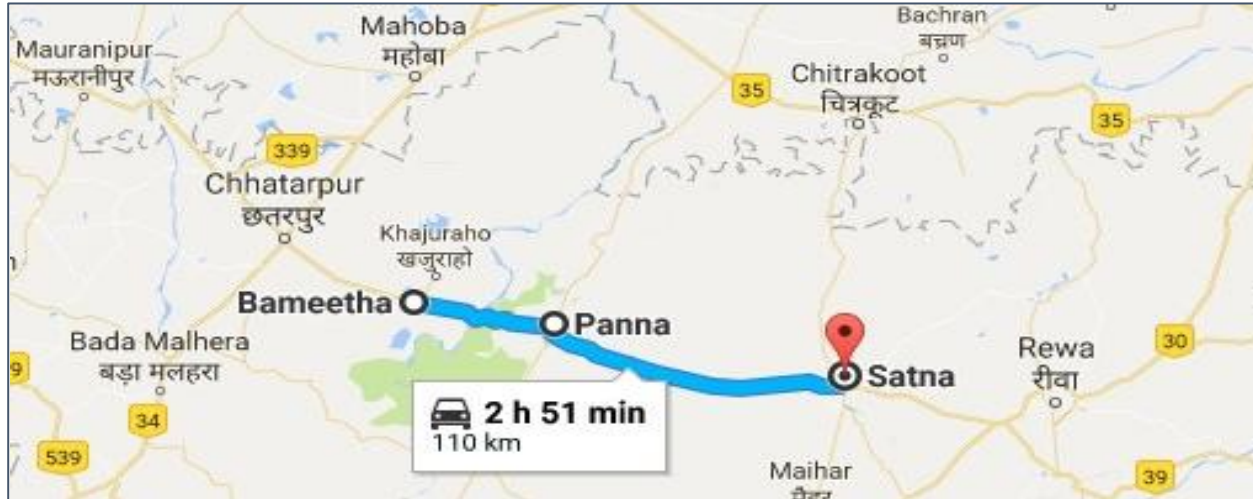 Bachran
बच्रण
Mahoba
महोबा
Mauranipur
मऊरानीपुर
Chitrakoot
चित्रकूट
35
35
339
Chhatarpur
छतरपुर
Khajuraho
खजुराहो
Bameetha
Panna
Bada Malhera
बड़ा मलहरा
30
Rewa
रीवा
Satna
2 h 51 min
110 km
9
34
539
Maihar
39